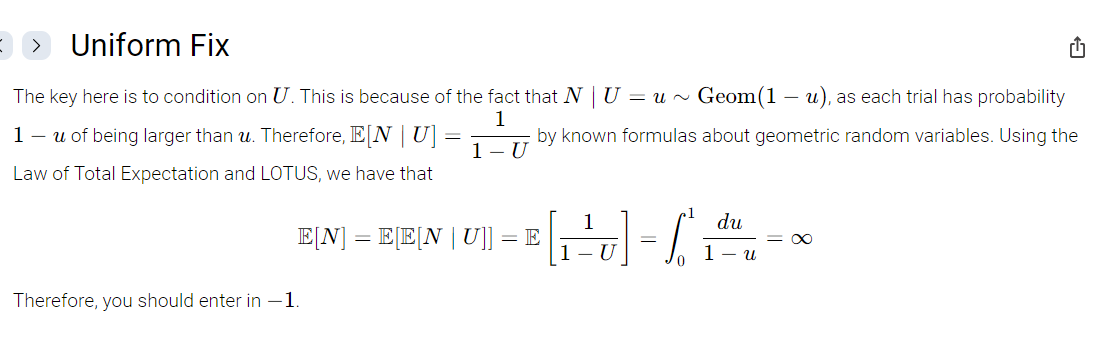 Uniform Fix
The key here is to condition on U. This is because of the fact that N | U = u ∼ Geom(1 − u), as each trial has probability
1 − u of being larger than u. Therefore, 𝔼[N | U] = 1/(1 − U) by known formulas about geometric random variables. Using the
Law of Total Expectation and LOTUS, we have that
𝔼[N] = 𝔼[𝔼[N | U]] = 𝔼[1/(1 − U)] = ∫₀¹ du/(1 − u) = ∞
Therefore, you should enter in −1.